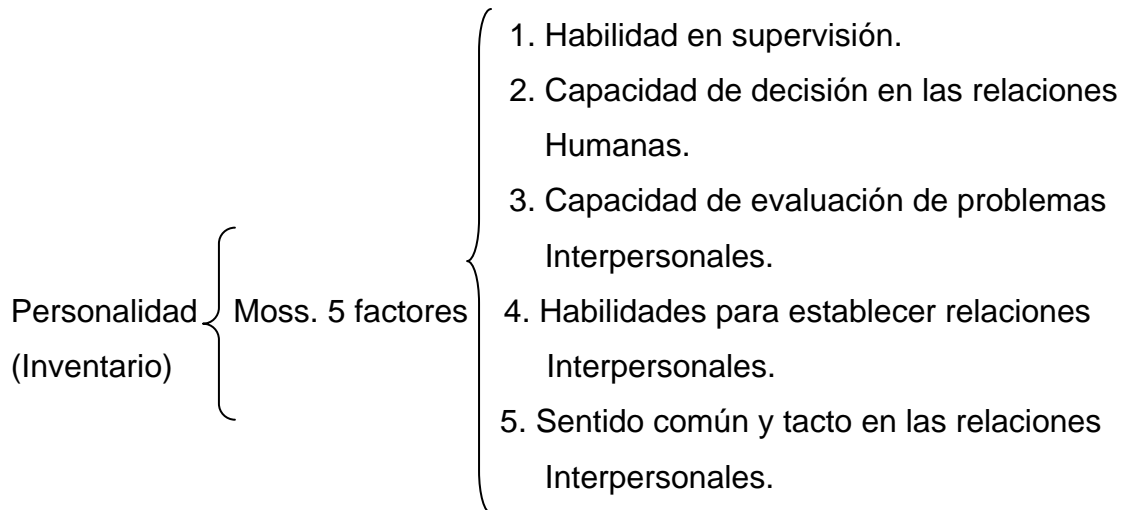 Personalidad
(Inventario)
Moss. 5 factores
1. Habilidad en supervisión.
2. Capacidad de decisión en las relaciones
Humanas.
3. Capacidad de evaluación de problemas
Interpersonales.
4. Habilidades para establecer relaciones
Interpersonales.
5. Sentido común y tacto en las relaciones
Interpersonales.